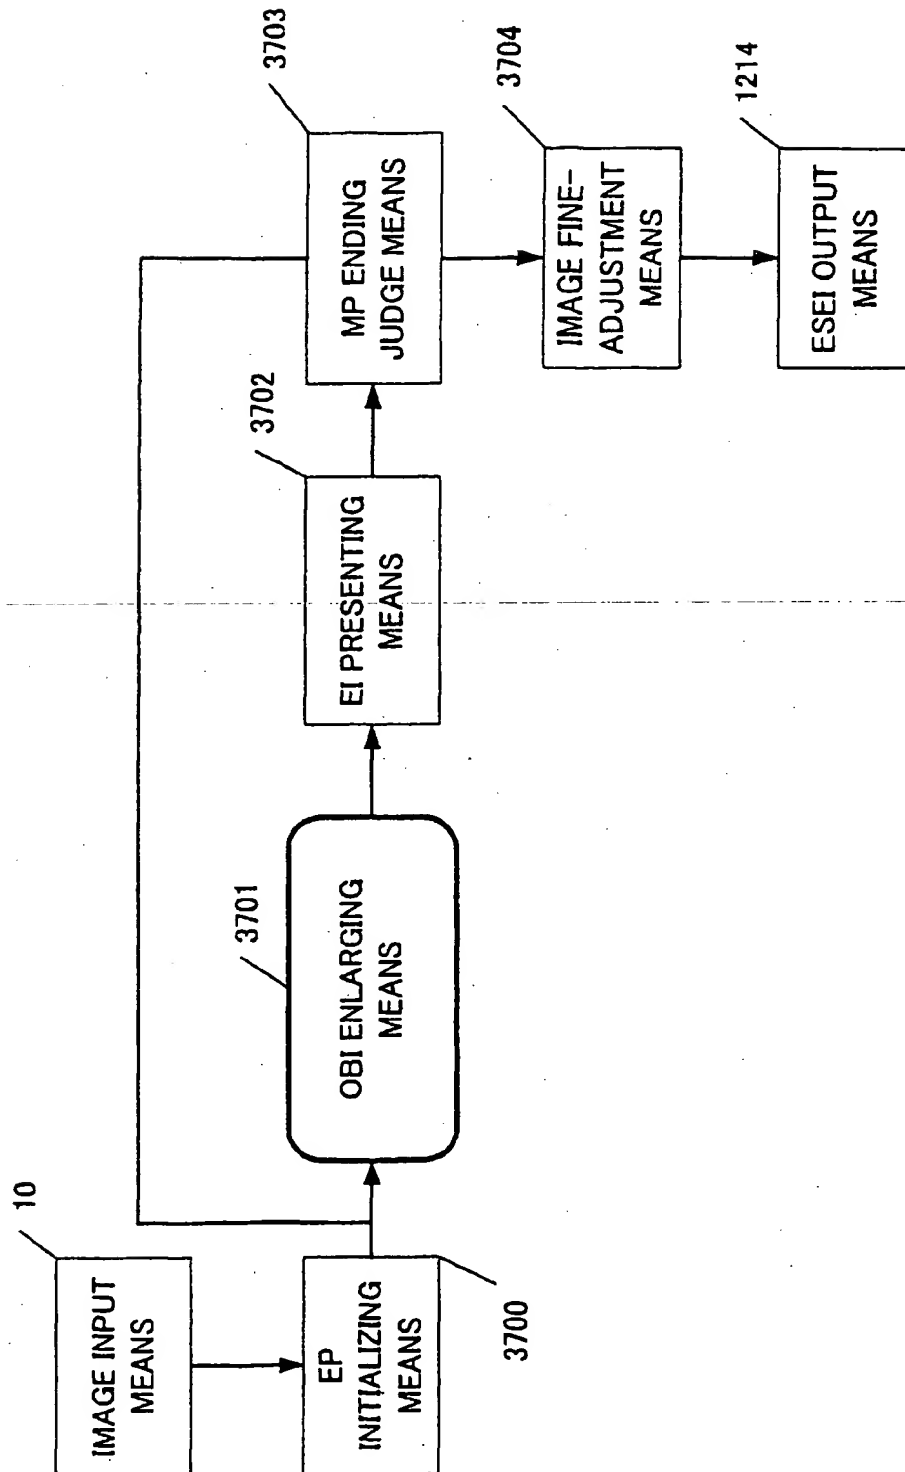 10
IMAGE INPUT
MEANS
EP
INITIALIZING
MEANS
3700
3701
OBI ENLARGING
MEANS
3702
EI PRESENTING
MEANS
3703
MP ENDING
JUDGE MEANS
3704
IMAGE FINE-
ADJUSTMENT
MEANS
1214
ESEI OUTPUT
MEANS